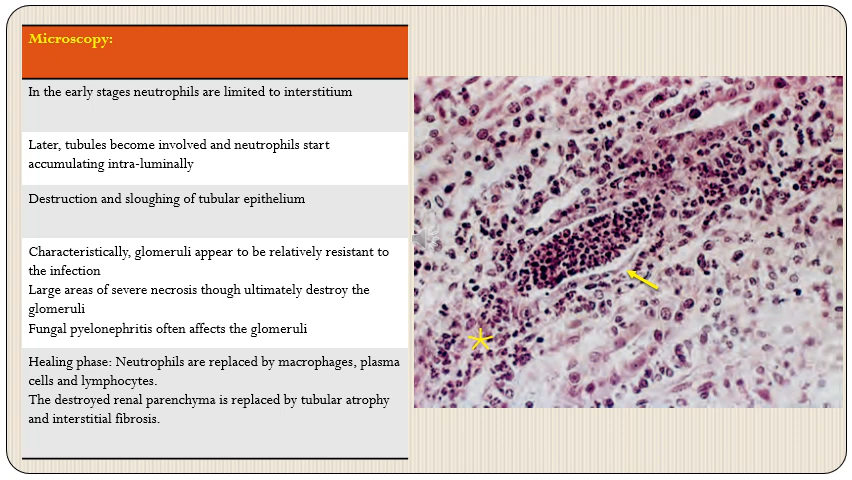 Microscopy:
In the early stages neutrophils are limited to interstitium
Later, tubules become involved and neutrophils start
accumulating intra-luminally
Destruction and sloughing of tubular epithelium
Characteristically, glomeruli appear to be relatively resistant to
the infection
Large areas of severe necrosis though ultimately destroy the
glomeruli
Fungal pyelonephritis often affects the glomeruli
Healing phase: Neutrophils are replaced by macrophages, plasma
cells and lymphocytes.
The destroyed renal parenchyma is replaced by tubular atrophy
and interstitial fibrosis.